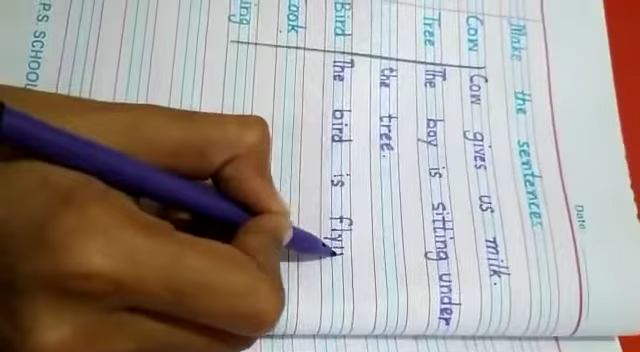 Date
Make the sentences
Cow Cow gives us milk.
Tree The boy is sitting under
the tree.
Bird The bird is fly
P.S SCHOOL